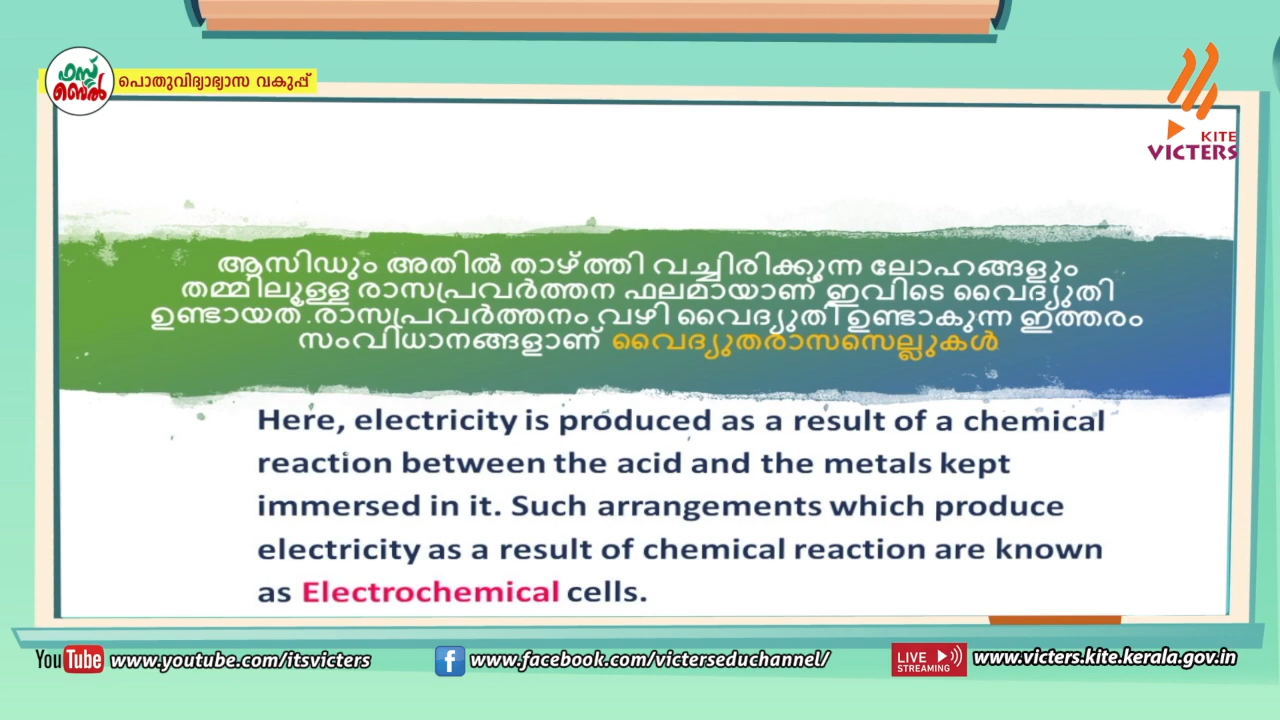 ഫസ്റ്റ്
ബെൽ
പൊതുവിദ്യാഭ്യാസ വകുപ്പ്
KITE
VICTERS
ആസിഡും അതിൽ താഴ്ത്തി വച്ചിരിക്കുന്ന ലോഹങ്ങളും
തമ്മിലുള്ള രാസപ്രവർത്തന ഫലമായാണ് ഇവിടെ വൈദ്യുതി
ഉണ്ടായത്.രാസപ്രവർത്തനം വഴി വൈദ്യുതി ഉണ്ടാകുന്ന ഇത്തരം
സംവിധാനങ്ങളാണ് വൈദ്യുതരാസസെല്ലുകൾ
Here, electricity is produced as a result of a chemical
reaction between the acid and the metals kept
immersed in it. Such arrangements which produce
electricity as a result of chemical reaction are known
as Electrochemical cells.
YouTube www.youtube.com/itsvicters
f www.facebook.com/victerseduchannel/
LIVE STREAMING www.victers.kite.kerala.gov.in